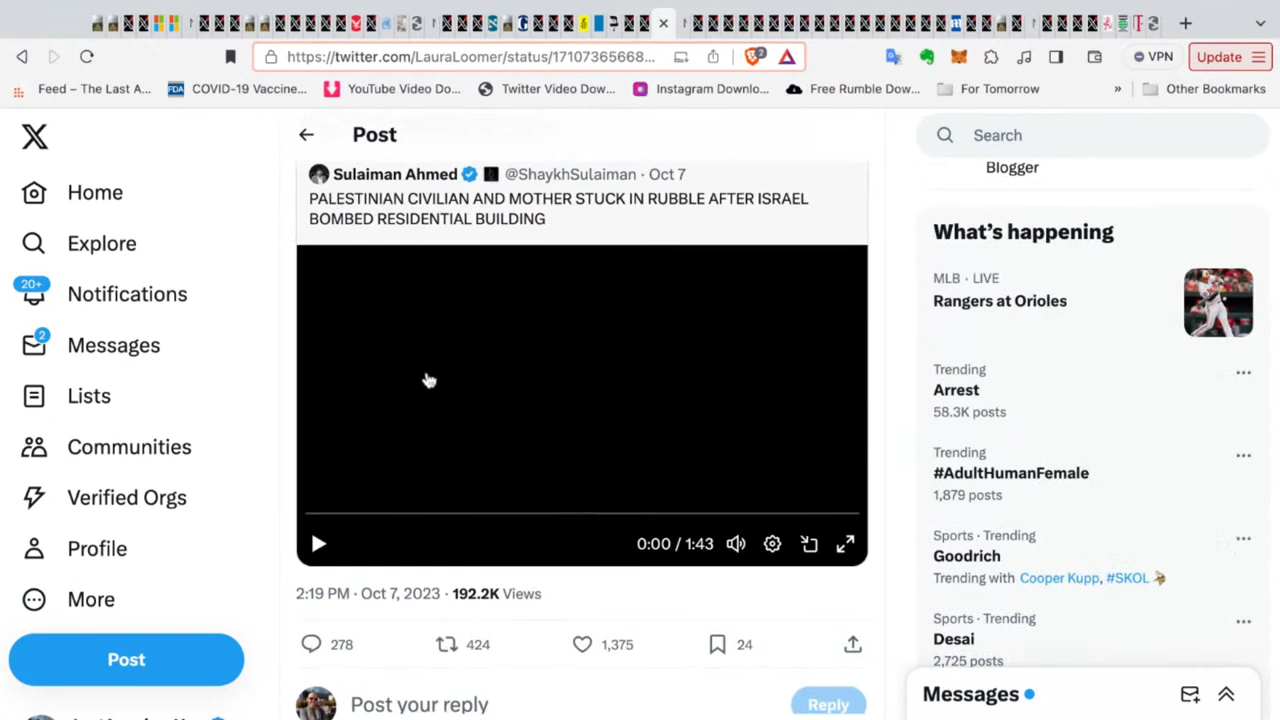 https://twitter.com/LauraLoomer/status/17107365668...
2
VPN
Update
Feed – The Last A...
COVID-19 Vaccine...
YouTube Video Do...
Twitter Video Dow...
Instagram Downlo...
Free Rumble Dow...
For Tomorrow
»
Other Bookmarks
Home
Explore
20+
Notifications
2
Messages
Lists
Communities
Verified Orgs
Profile
More
Post
Post
Sulaiman Ahmed @ShaykhSulaiman · Oct 7
PALESTINIAN CIVILIAN AND MOTHER STUCK IN RUBBLE AFTER ISRAEL
BOMBED RESIDENTIAL BUILDING
0:00 / 1:43
2:19 PM · Oct 7, 2023 · 192.2K Views
278
424
1,375
24
Post your reply
Reply
Search
Blogger
What's happening
MLB · LIVE
Rangers at Orioles
Trending
Arrest
58.3K posts
Trending
#AdultHumanFemale
1,879 posts
Sports · Trending
Goodrich
Trending with Cooper Kupp, #SKOL
Sports · Trending
Desai
2,725 posts
Messages